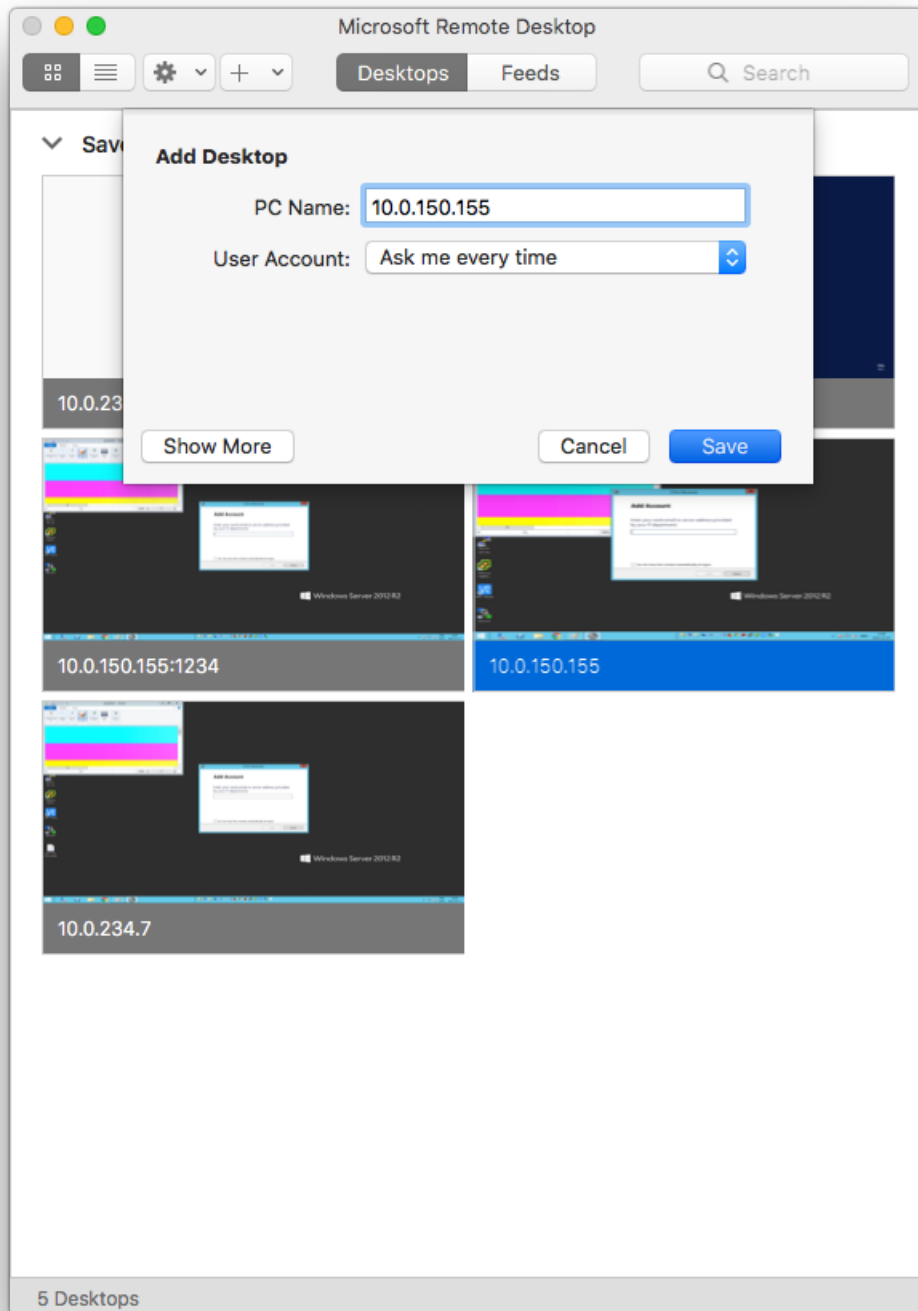 Microsoft Remote Desktop
Desktops Feeds Search
Save
Add Desktop
PC Name: 10.0.150.155
User Account: Ask me every time
10.0.23
Show More Cancel Save
Add Account
Add Account
Windows Server 2012 R2
Windows Server 2012 R2
10.0.150.155:1234
10.0.150.155
Add Account
Windows Server 2012 R2
10.0.234.7
5 Desktops